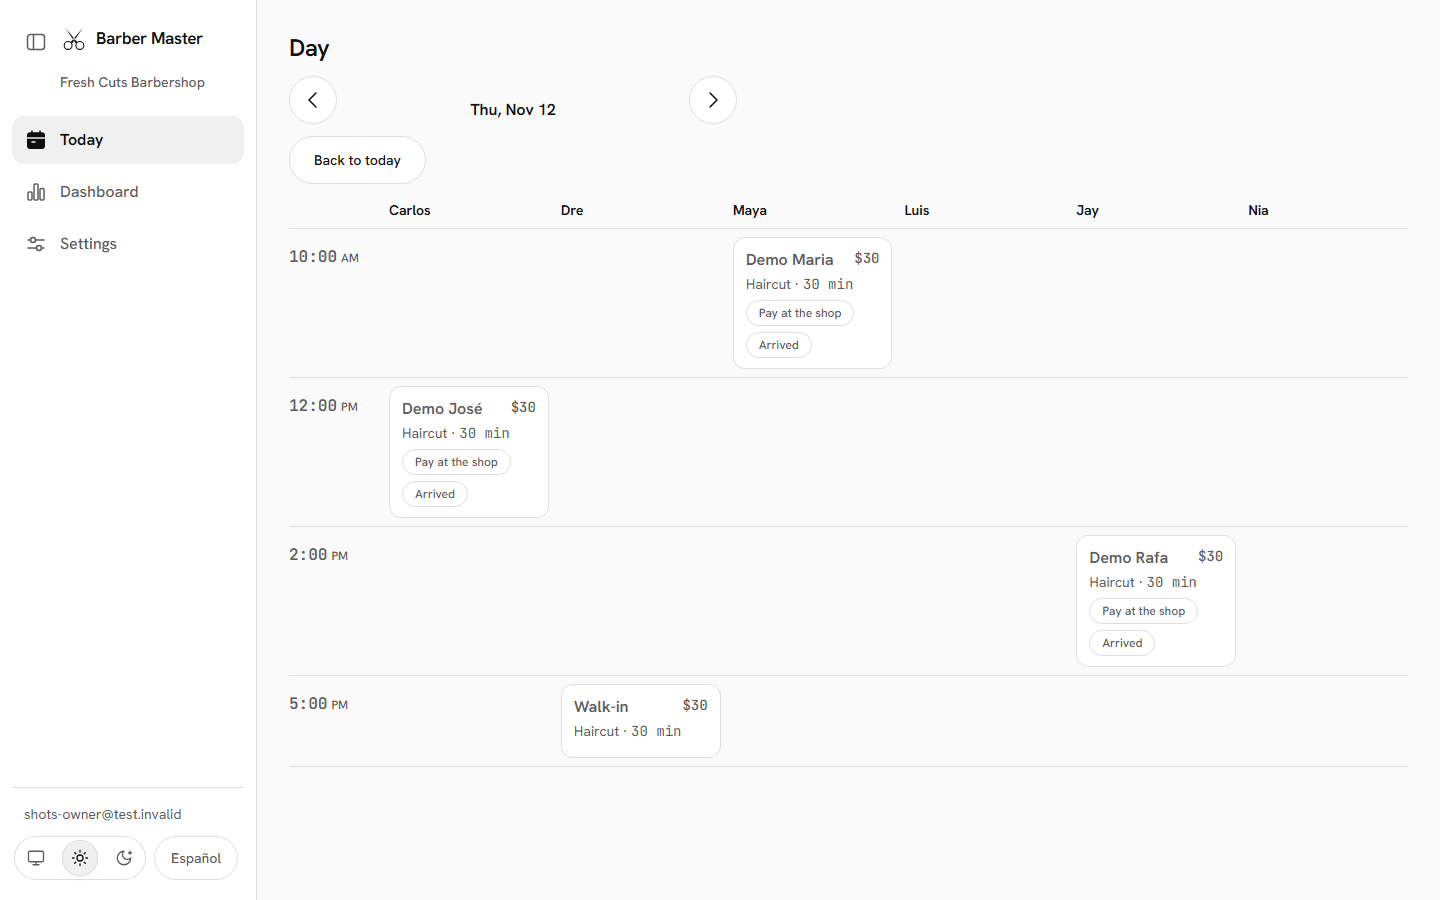 Barber Master
Fresh Cuts Barbershop
Today
Dashboard
Settings
shots-owner@test.invalid
Español
Day
Thu, Nov 12
Back to today
Carlos Dre Maya Luis Jay Nia
10:00 AM
Demo Maria $30
Haircut · 30 min
Pay at the shop
Arrived
12:00 PM
Demo José $30
Haircut · 30 min
Pay at the shop
Arrived
2:00 PM
Demo Rafa $30
Haircut · 30 min
Pay at the shop
Arrived
5:00 PM
Walk-in $30
Haircut · 30 min